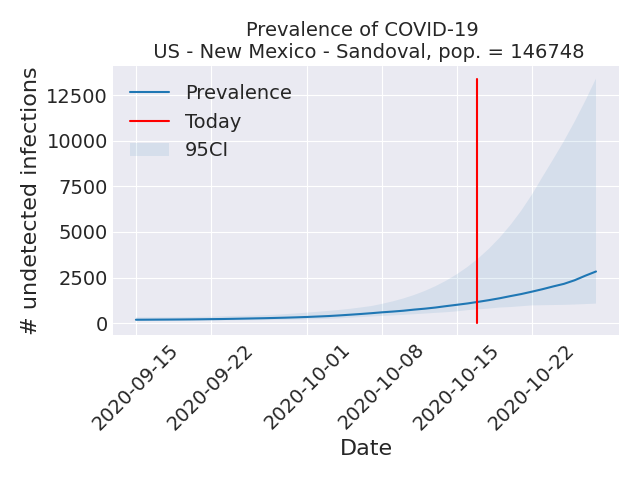 Prevalence of COVID-19
US - New Mexico - Sandoval, pop. = 146748
# undetected infections
12500
10000
7500
5000
2500
0
Prevalence
Today
95CI
2020-09-15
2020-09-22
2020-10-01
2020-10-08
2020-10-15
2020-10-22
Date